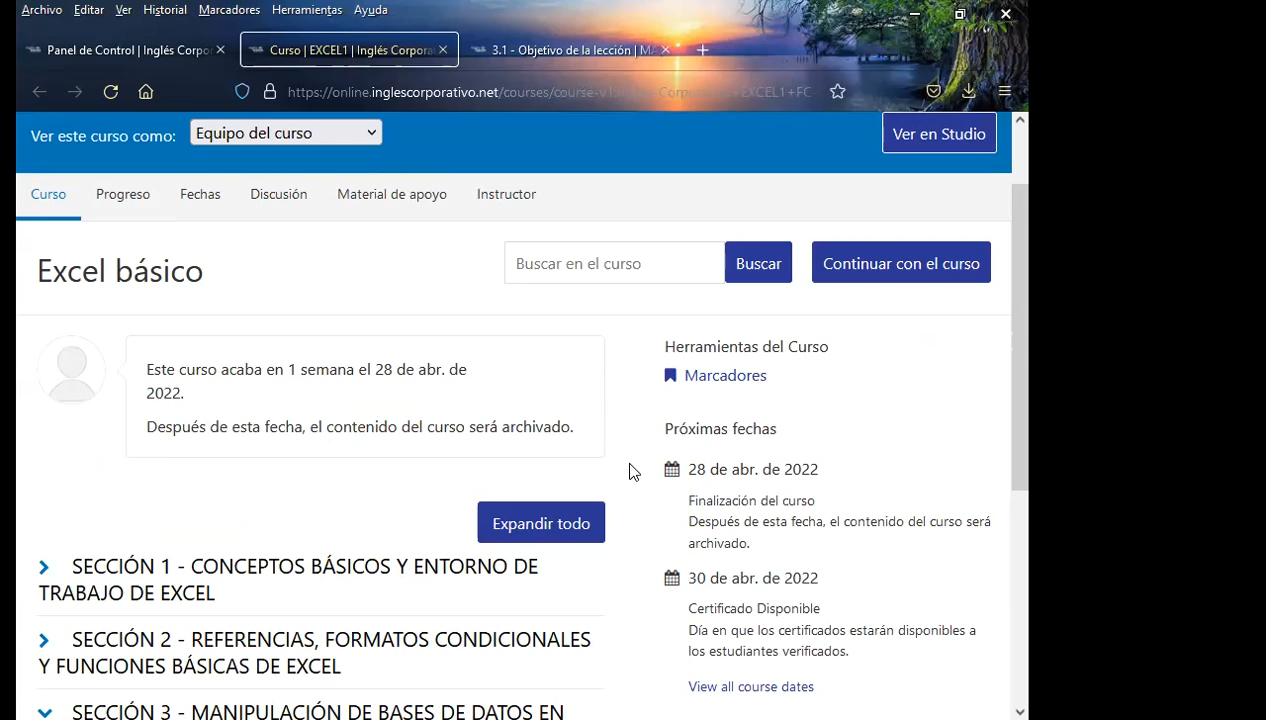 Archivo Editar Ver Historial Marcadores Herramientas Ayuda
Panel de Control | Inglés Corpor
Curso | EXCEL1 | Inglés Corpora
3.1 - Objetivo de la lección | MA
https://online.inglescorporativo.net/courses/course-v1
EXCEL1+FC
Ver este curso como:
Equipo del curso
Ver en Studio
Curso Progreso Fechas Discusión Material de apoyo Instructor
Excel básico
Buscar en el curso
Buscar
Continuar con el curso
Este curso acaba en 1 semana el 28 de abr. de
2022.
Después de esta fecha, el contenido del curso será archivado.
Expandir todo
SECCIÓN 1 - CONCEPTOS BÁSICOS Y ENTORNO DE
TRABAJO DE EXCEL
SECCIÓN 2 - REFERENCIAS, FORMATOS CONDICIONALES
Y FUNCIONES BÁSICAS DE EXCEL
SECCIÓN 3 - MANIPULACIÓN DE BASES DE DATOS EN
Herramientas del Curso
Marcadores
Próximas fechas
28 de abr. de 2022
Finalización del curso
Después de esta fecha, el contenido del curso será
archivado.
30 de abr. de 2022
Certificado Disponible
Día en que los certificados estarán disponibles a
los estudiantes verificados.
View all course dates